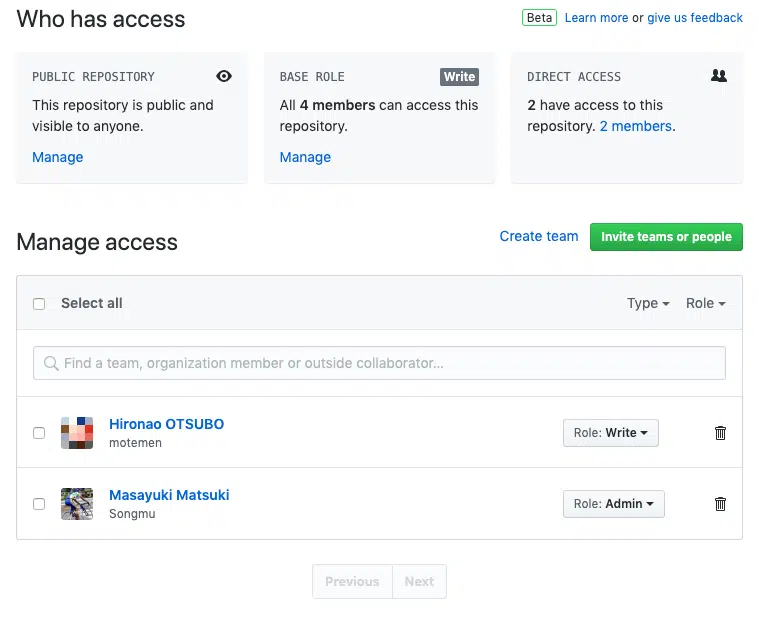 Who has access
Beta Learn more or give us feedback
PUBLIC REPOSITORY
This repository is public and
visible to anyone.
Manage
BASE ROLE Write
All 4 members can access this
repository.
Manage
DIRECT ACCESS
2 have access to this
repository. 2 members.
Manage access
Create team Invite teams or people
Select all Type Role
Find a team, organization member or outside collaborator...
Hironao OTSUBO
motemen
Role: Write
Masayuki Matsuki
Songmu
Role: Admin
Previous Next